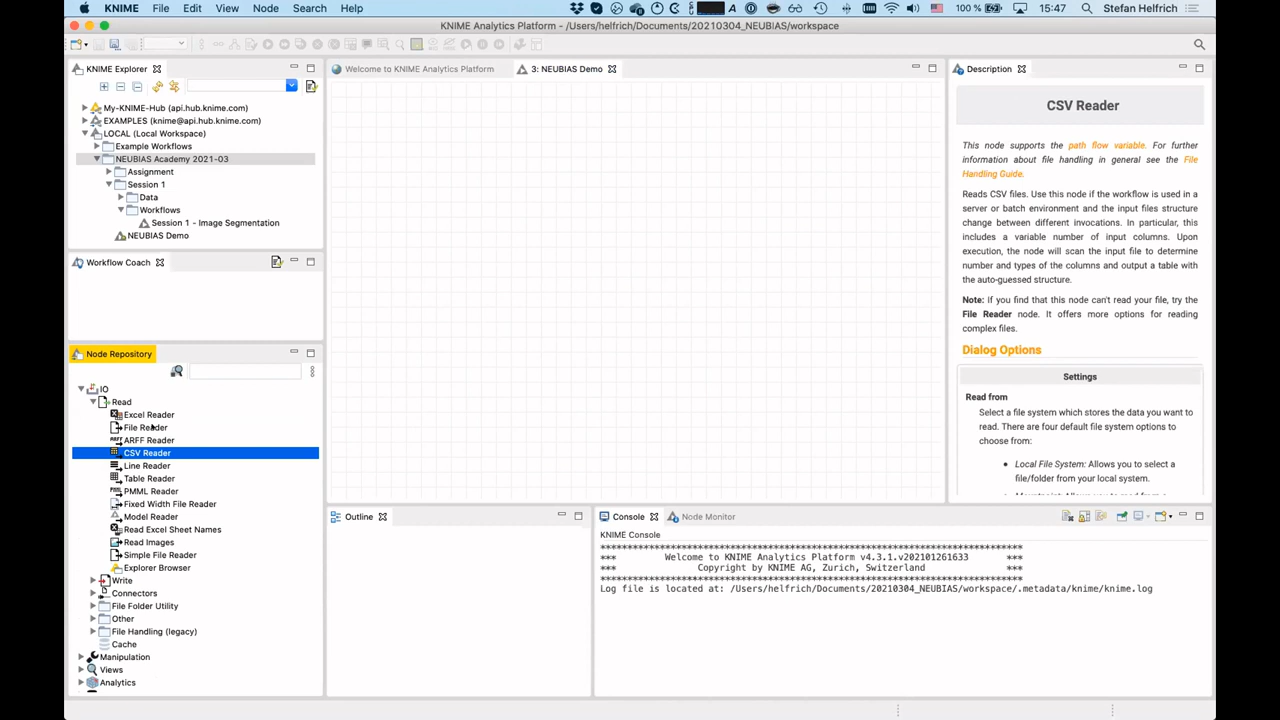 KNIME File Edit View Node Search Help 100 % 15:47 Stefan Helfrich
KNIME Analytics Platform - /Users/helfrich/Documents/20210304_NEUBIAS/workspace
KNIME Explorer
My-KNIME-Hub (api.hub.knime.com)
EXAMPLES (knime@api.hub.knime.com)
LOCAL (Local Workspace)
Example Workflows
NEUBIAS Academy 2021-03
Assignment
Session 1
Data
Workflows
Session 1 - Image Segmentation
NEUBIAS Demo
Workflow Coach
Node Repository
IO
Read
Excel Reader
File Reader
ARFF Reader
CSV Reader
Line Reader
Table Reader
PMML Reader
Fixed Width File Reader
Model Reader
Read Excel Sheet Names
Read Images
Simple File Reader
Explorer Browser
Write
Connectors
File Folder Utility
Other
File Handling (legacy)
Cache
Manipulation
Views
Analytics
Welcome to KNIME Analytics Platform
3: NEUBIAS Demo
Outline
Console
Node Monitor
KNIME Console
***********************************************************************************
*** Welcome to KNIME Analytics Platform v4.3.1.v202101261633 ***
*** Copyright by KNIME AG, Zurich, Switzerland ***
***********************************************************************************
Log file is located at: /Users/helfrich/Documents/20210304_NEUBIAS/workspace/.metadata/knime/knime.log
Description
CSV Reader
This node supports the path flow variable. For further
information about file handling in general see the File
Handling Guide.
Reads CSV files. Use this node if the workflow is used in a
server or batch environment and the input files structure
change between different invocations. In particular, this
includes a variable number of input columns. Upon
execution, the node will scan the input file to determine
number and types of the columns and output a table with
the auto-guessed structure.
Note: If you find that this node can't read your file, try the
File Reader node. It offers more options for reading
complex files.
Dialog Options
Settings
Read from
Select a file system which stores the data you want to
read. There are four default file system options to
choose from:
• Local File System: Allows you to select a
file/folder from your local system.